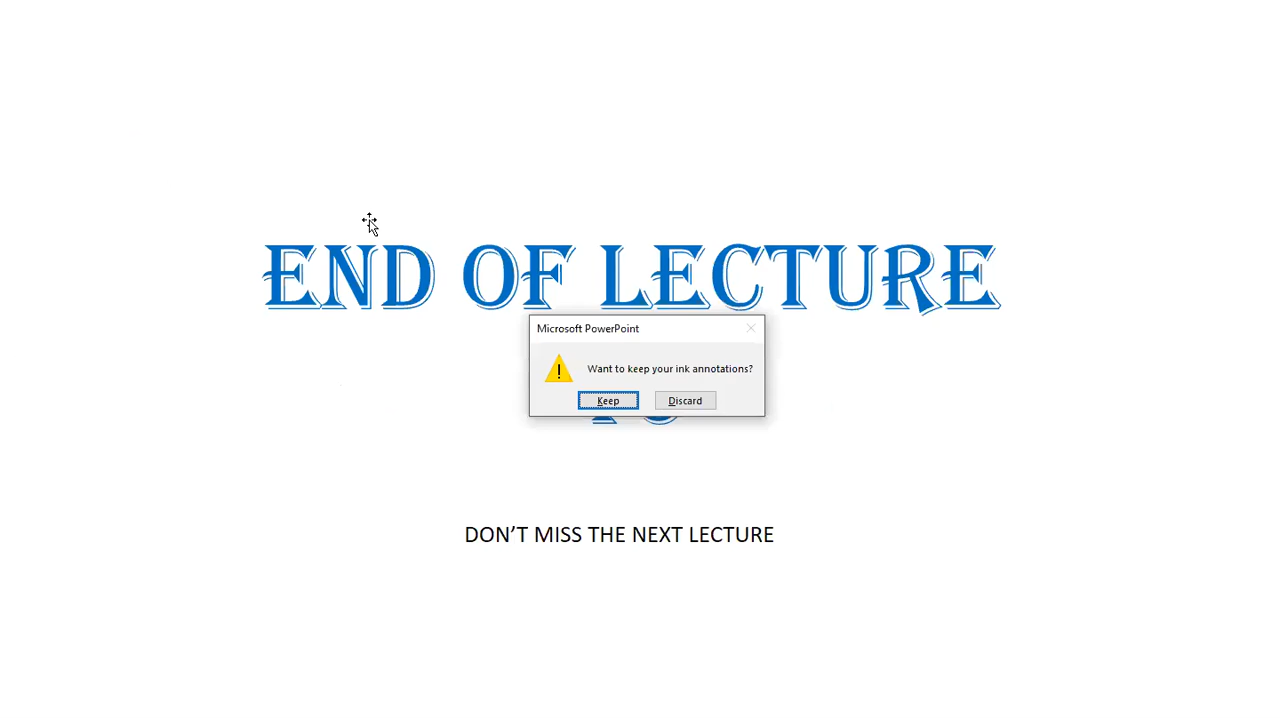 END OF LECTURE
Microsoft PowerPoint
Want to keep your ink annotations?
Keep Discard
DON’T MISS THE NEXT LECTURE